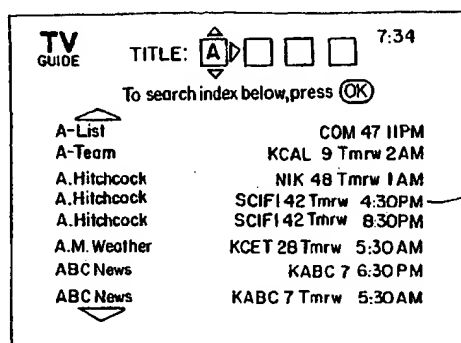 TV
GUIDE
TITLE: A
7:34
To search index below, press OK
A-List COM 47 11PM
A-Team KCAL 9 Tmrw 2AM
A.Hitchcock NIK 48 Tmrw 1AM
A.Hitchcock SCIFI 42 Tmrw 4:30PM
A.Hitchcock SCIFI 42 Tmrw 8:30PM
A.M. Weather KCET 28 Tmrw 5:30AM
ABC News KABC 7 6:30PM
ABC News KABC 7 Tmrw 5:30AM